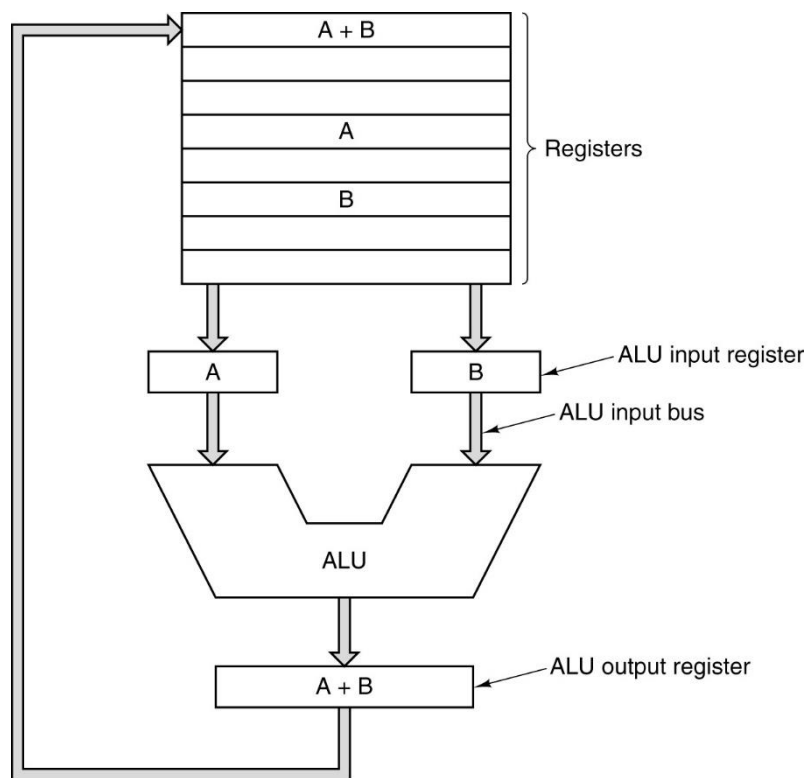 A + B
A
Registers
B
A
B
ALU input register
ALU input bus
ALU
ALU output register
A + B